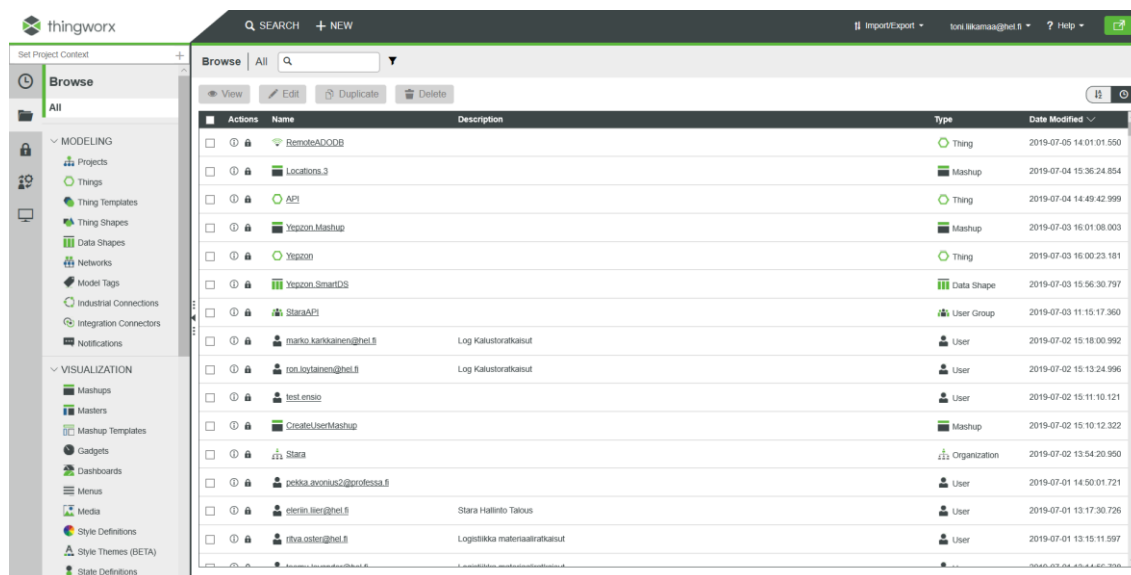 thingworx
SEARCH + NEW
Import/Export
toni.liikamaa@hel.fi
? Help
Set Project Context +
Browse
All
MODELING
Projects
Things
Thing Templates
Thing Shapes
Data Shapes
Networks
Model Tags
Industrial Connections
Integration Connectors
Notifications
VISUALIZATION
Mashups
Masters
Mashup Templates
Gadgets
Dashboards
Menus
Media
Style Definitions
Style Themes (BETA)
State Definitions
Browse All
View Edit Duplicate Delete
Actions Name Description Type Date Modified
RemoteADODB Thing 2019-07-05 14:01:01.550
Locations.3 Mashup 2019-07-04 15:36:24.854
API Thing 2019-07-04 14:49:42.999
Yepzon.Mashup Mashup 2019-07-03 16:01:08.003
Yepzon Thing 2019-07-03 16:00:23.181
Yepzon.SmartDS Data Shape 2019-07-03 15:56:30.797
StaraAPI User Group 2019-07-03 11:15:17.360
marko.karkkainen@hel.fi Log Kalustoratkaisut User 2019-07-02 15:18:00.992
ron.loytainen@hel.fi Log Kalustoratkaisut User 2019-07-02 15:13:24.996
test.ensio User 2019-07-02 15:11:10.121
CreateUserMashup Mashup 2019-07-02 15:10:12.322
Stara Organization 2019-07-02 13:54:20.950
pekka.avonius2@professa.fi User 2019-07-01 14:50:01.721
eleriin.liier@hel.fi Stara Hallinto Talous User 2019-07-01 13:17:30.726
ritva.oster@hel.fi Logistiikka materiaaliratkaisut User 2019-07-01 13:15:11.597